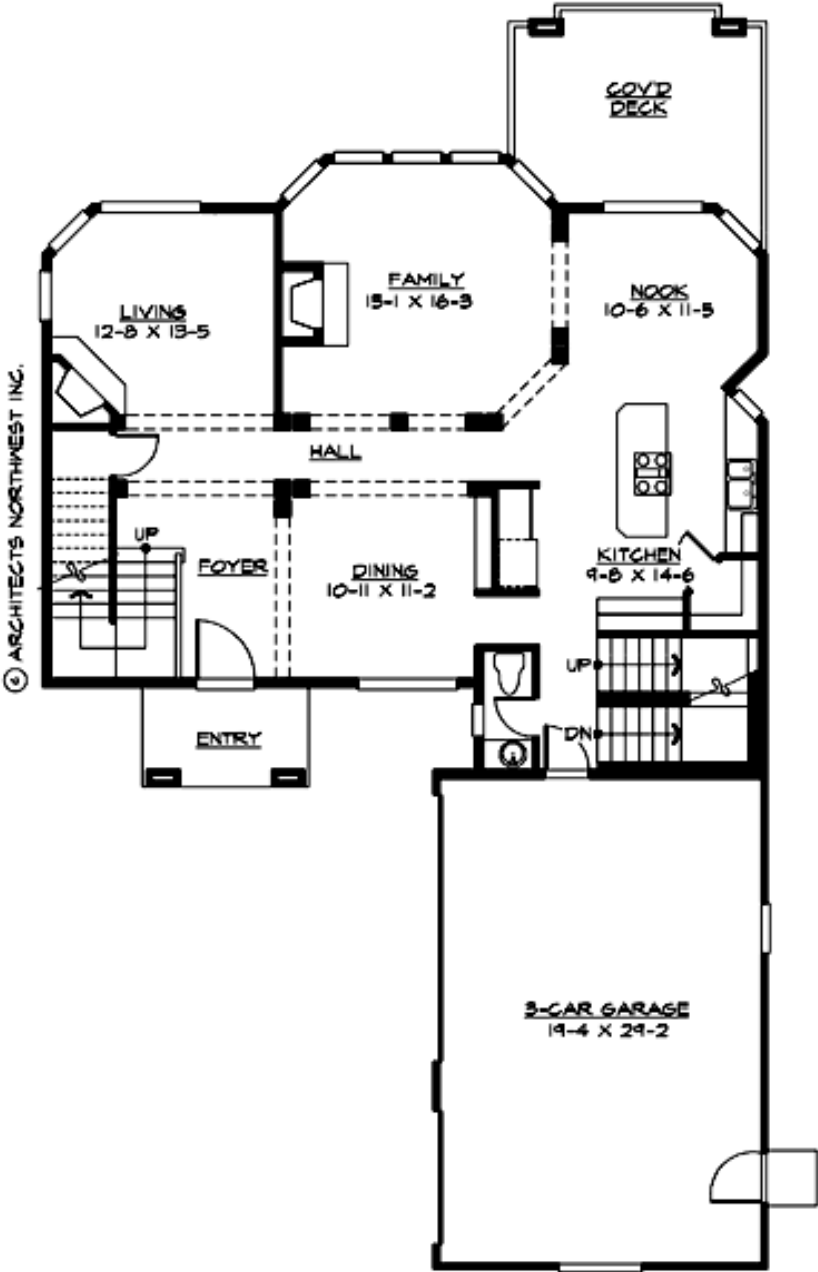 COV'D
DECK
FAMILY
15-1 X 16-3
LIVING
12-8 X 13-5
NOOK
10-6 X 11-5
© ARCHITECTS NORTHWEST INC.
HALL
UP
FOYER
DINING
10-11 X 11-2
KITCHEN
9-8 X 14-6
UP
ENTRY
DN
3-CAR GARAGE
19-4 X 29-2